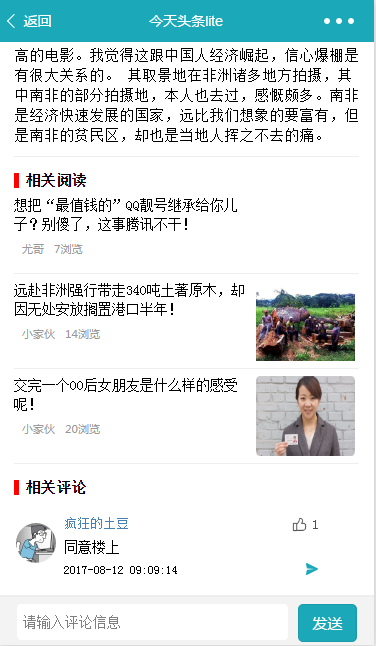 返回
今天头条lite
高的电影。我觉得这跟中国人经济崛起，信心爆棚是
有很大关系的。 其取景地在非洲诸多地方拍摄，其
中南非的部分拍摄地，本人也去过，感慨颇多。南非
是经济快速发展的国家，远比我们想象的要富有，但
是南非的贫民区，却也是当地人挥之不去的痛。
相关阅读
想把“最值钱的”QQ靓号继承给你儿
子？别傻了，这事腾讯不干！
尤哥 7浏览
远赴非洲强行带走340吨土著原木，却
因无处安放搁置港口半年！
小家伙 14浏览
交完一个00后女朋友是什么样的感受
呢！
小家伙 20浏览
相关评论
疯狂的土豆
1
同意楼上
2017-08-12 09:09:14
请输入评论信息
发送